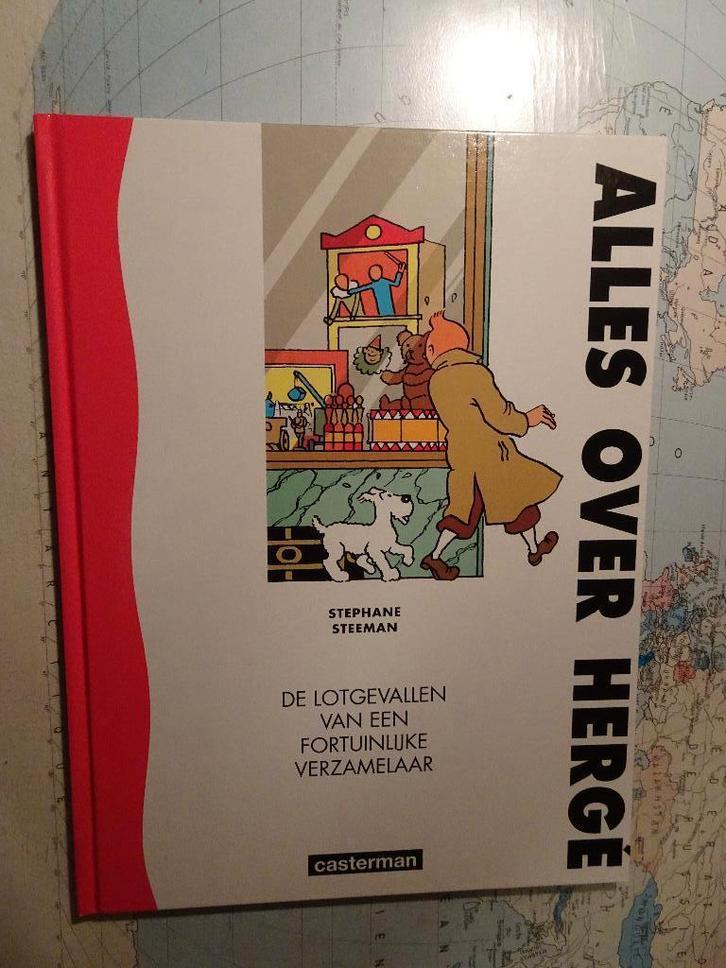 ALLES OVER HERGÉ
STEPHANE
STEEMAN
DE LOTGEVALLEN
VAN EEN
FORTUINLIJKE
VERZAMELAAR
casterman